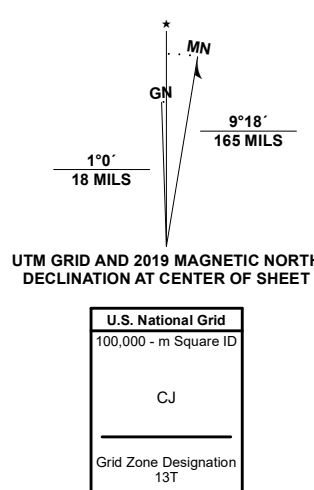 ★
MN
GN
9°18´
165 MILS
1°0´
18 MILS
UTM GRID AND 2019 MAGNETIC NORTH
DECLINATION AT CENTER OF SHEET
U.S. National Grid
100,000 - m Square ID
CJ
Grid Zone Designation
13T